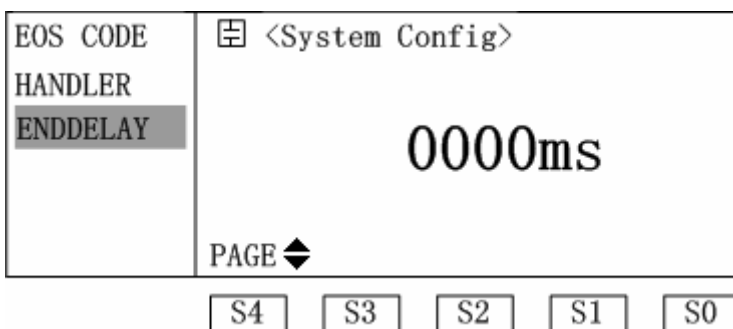 EOS CODE
HANDLER
ENDDELAY
<System Config>
0000ms
PAGE
S4 S3 S2 S1 S0